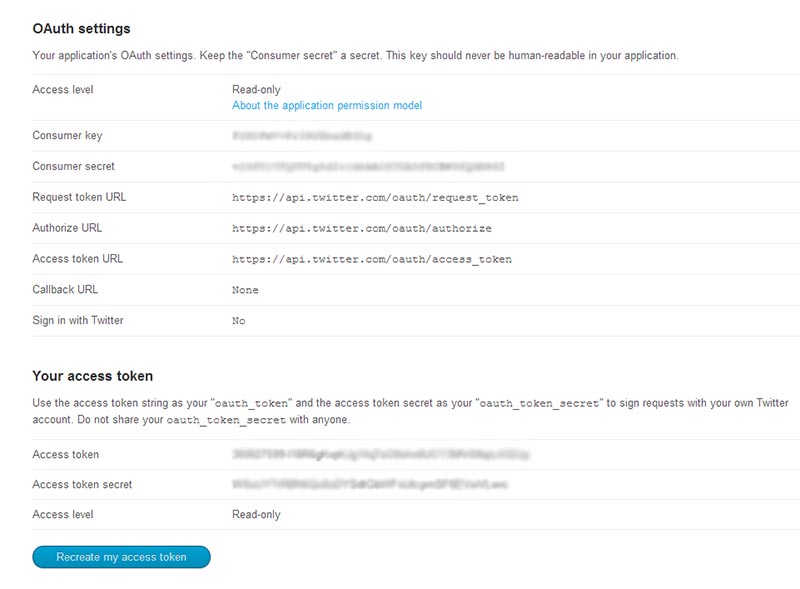 OAuth settings
Your application's OAuth settings. Keep the "Consumer secret" a secret. This key should never be human-readable in your application.
Access level Read-only
About the application permission model
Consumer key
Consumer secret
Request token URL https://api.twitter.com/oauth/request_token
Authorize URL https://api.twitter.com/oauth/authorize
Access token URL https://api.twitter.com/oauth/access_token
Callback URL None
Sign in with Twitter No
Your access token
Use the access token string as your "oauth_token" and the access token secret as your "oauth_token_secret" to sign requests with your own Twitter
account. Do not share your oauth_token_secret with anyone.
Access token
Access token secret
Access level Read-only
Recreate my access token